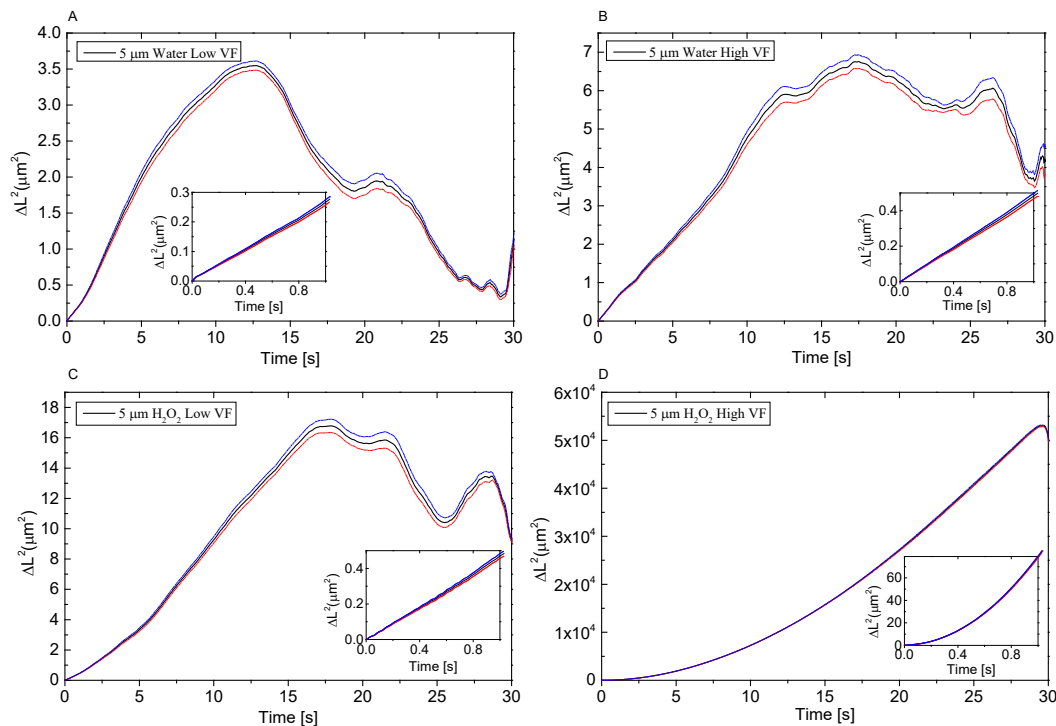 A
5 μm Water Low VF
ΔL²(μm²)
4.0
3.5
3.0
2.5
2.0
1.5
1.0
0.5
0.0
0 5 10 15 20 25 30
Time [s]
ΔL²(μm²)
0.3
0.2
0.1
0.0
0.0 0.4 0.8
Time [s]
B
5 μm Water High VF
ΔL²(μm²)
7
6
5
4
3
2
1
0
0 5 10 15 20 25 30
Time [s]
ΔL²(μm²)
0.4
0.2
0.0
0.0 0.4 0.8
Time [s]
C
5 μm H₂O₂ Low VF
ΔL²(μm²)
18
16
14
12
10
8
6
4
2
0
0 5 10 15 20 25 30
Time [s]
ΔL²(μm²)
0.4
0.2
0.0
0.0 0.4 0.8
Time [s]
D
5 μm H₂O₂ High VF
ΔL²(μm²)
6x10⁴
5x10⁴
4x10⁴
3x10⁴
2x10⁴
1x10⁴
0
0 5 10 15 20 25 30
Time [s]
ΔL²(μm²)
60
40
20
0
0.0 0.4 0.8
Time [s]